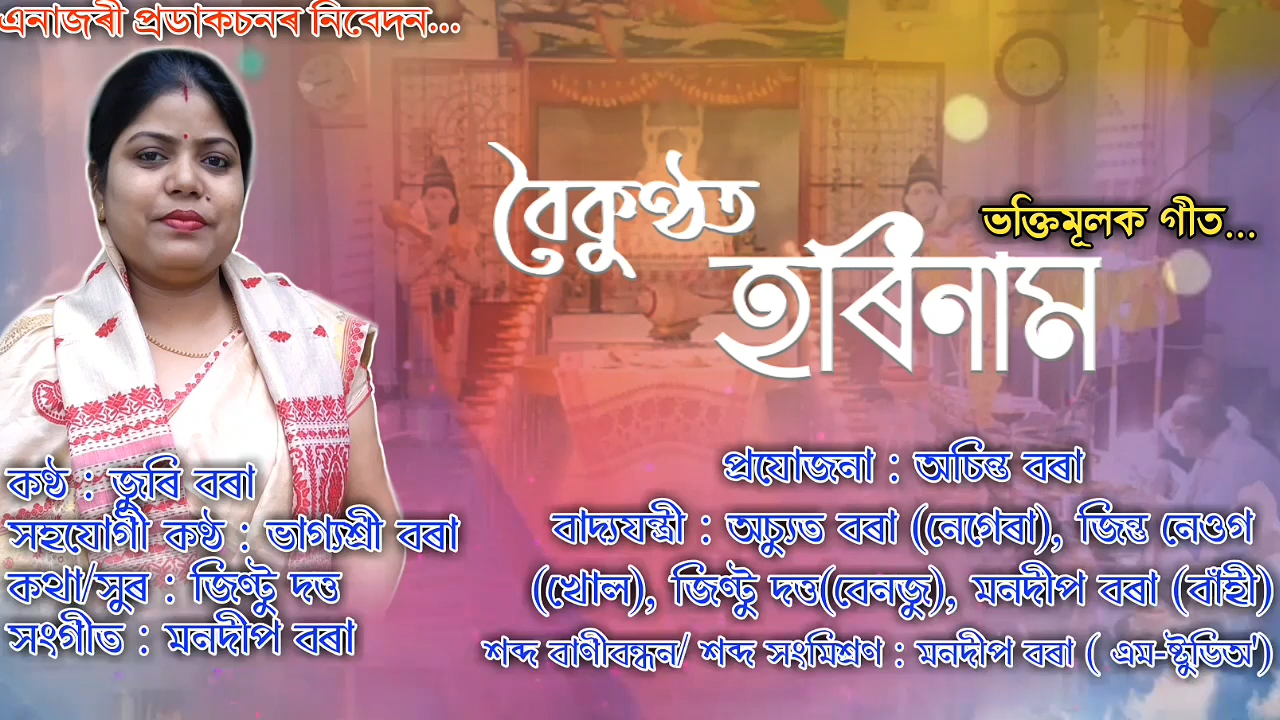 এনাজৰী প্ৰডাকচনৰ নিবেদন...
বৈকুণ্ঠত
হৰিনাম
ভক্তিমূলক গীত...
কণ্ঠ : জুৰি বৰা
সহযোগী কণ্ঠ : ভাগ্যশ্ৰী বৰা
কথা/সুৰ : জিণ্টু দত্ত
সংগীত : মনদীপ বৰা
প্ৰযোজনা : অচিন্ত বৰা
বাদ্যযন্ত্ৰী : অচ্যুত বৰা (নেগেৰা), জিন্ত নেওগ
(খোল), জিণ্টু দত্ত(বেনজু), মনদীপ বৰা (বাঁহী)
শব্দ বাণীবন্ধন/ শব্দ সংমিশ্ৰণ : মনদীপ বৰা ( এম-ষ্টুডিঅ')